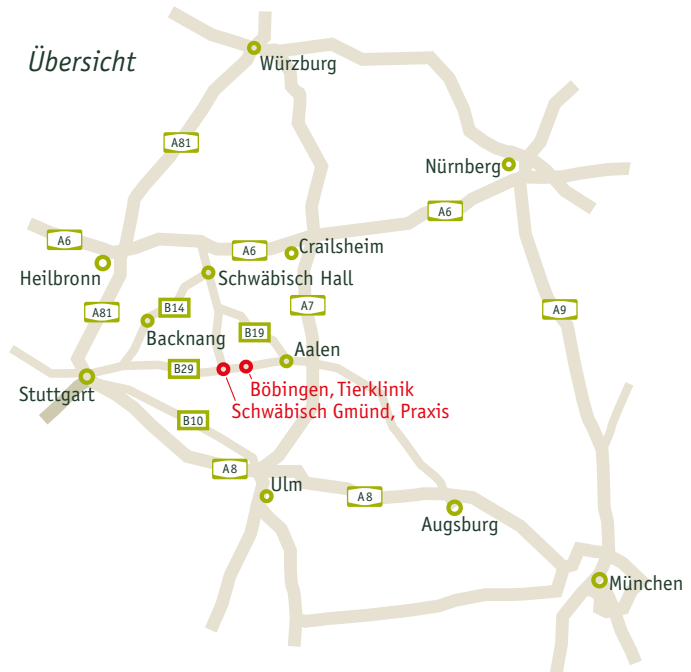 Übersicht
Würzburg
A81
Nürnberg
A6
A6
A6
Crailsheim
Heilbronn
Schwäbisch Hall
A81
B14
A7
A9
Backnang
B19
Aalen
B29
Stuttgart
Böbingen, Tierklinik
Schwäbisch Gmünd, Praxis
B10
A8
Ulm
A8
Augsburg
München